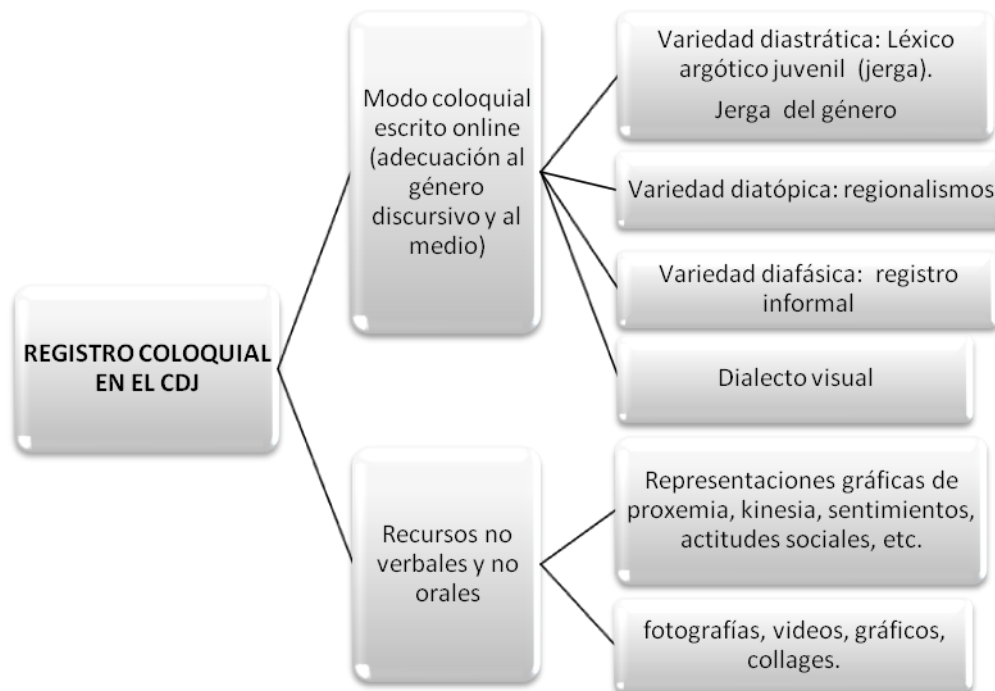 REGISTRO COLOQUIAL
EN EL CDJ
Modo coloquial
escrito online
(adecuación al
género
discursivo y al
medio)
Variedad diastrática: Léxico
argótico juvenil (jerga).
Jerga del género
Variedad diatópica: regionalismos
Variedad diafásica: registro
informal
Dialecto visual
Recursos no
verbales y no
orales
Representaciones gráficas de
proxemia, kinesia, sentimientos,
actitudes sociales, etc.
fotografías, videos, gráficos,
collages.